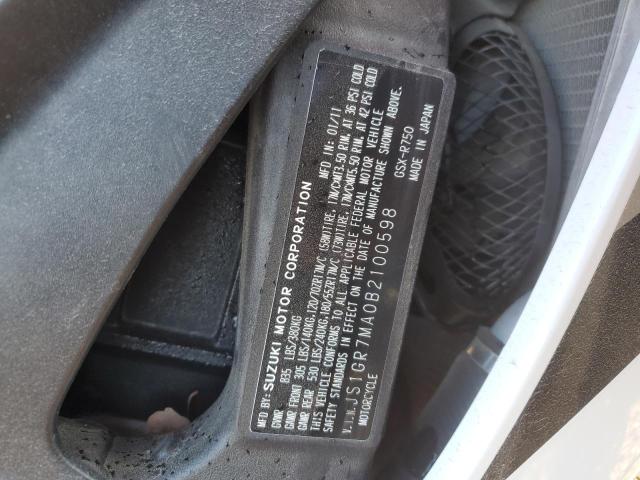 MFD BY: SUZUKI MOTOR CORPORATION MFD IN: 01/11
GVWR 835 LBS/380KG
GAWR FRONT 305 LBS/140KG,120/70ZR17M/C (58W)TIRE, 17M/C×MT3.50 RIM, AT 36 PSI COLD
GAWR REAR 530 LBS/240KG,180/55ZR17M/C (73W)TIRE, 17M/C×MT5.50 RIM, AT 42 PSI COLD
THIS VEHICLE CONFORMS TO ALL APPLICABLE FEDERAL MOTOR VEHICLE
SAFETY STANDARDS IN EFFECT ON THE DATE OF MANUFACTURE SHOWN ABOVE.
V.I.N. JS1GR7MA0B2100598 GSX-R750
MOTORCYCLE MADE IN JAPAN